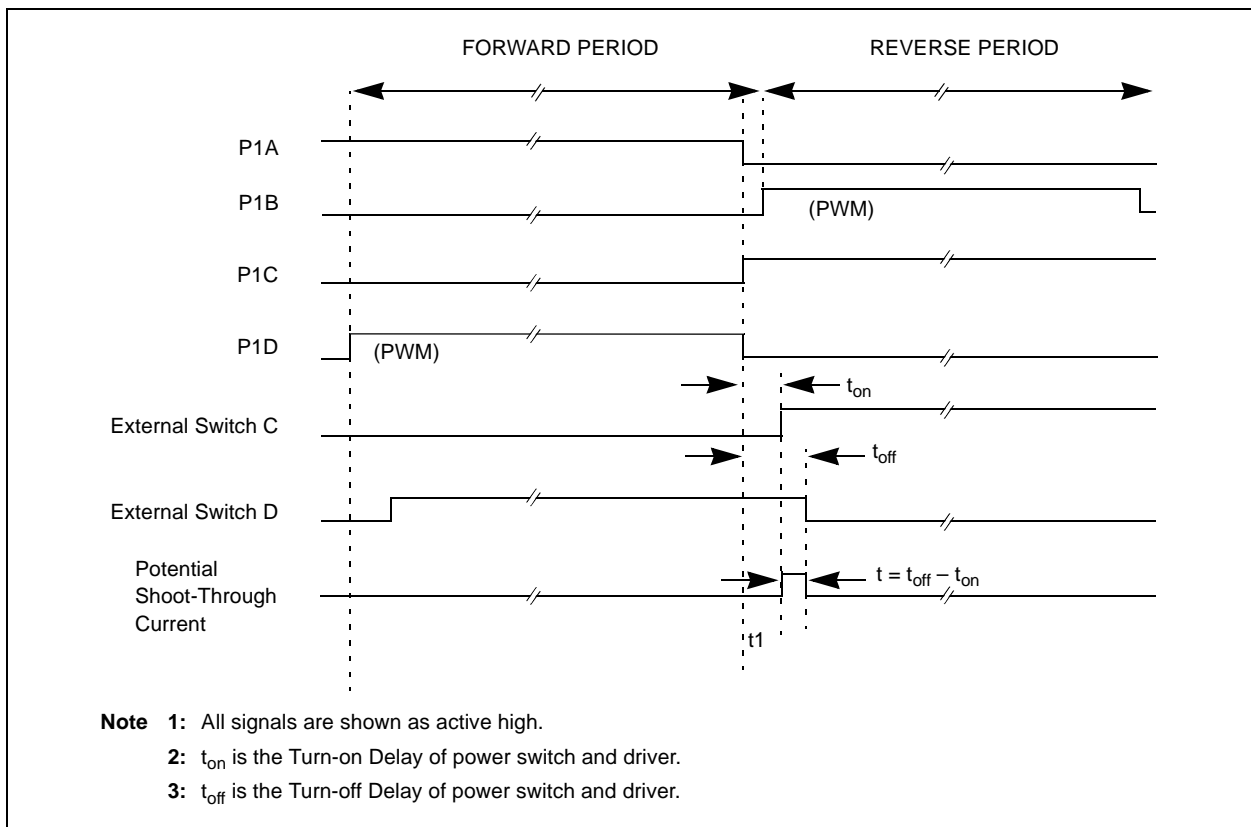 FORWARD PERIOD
REVERSE PERIOD
P1A
P1B
(PWM)
P1C
P1D
(PWM)
ton
External Switch C
toff
External Switch D
Potential
Shoot-Through
Current
t = toff – ton
t1
Note 1: All signals are shown as active high.
2: ton is the Turn-on Delay of power switch and driver.
3: toff is the Turn-off Delay of power switch and driver.